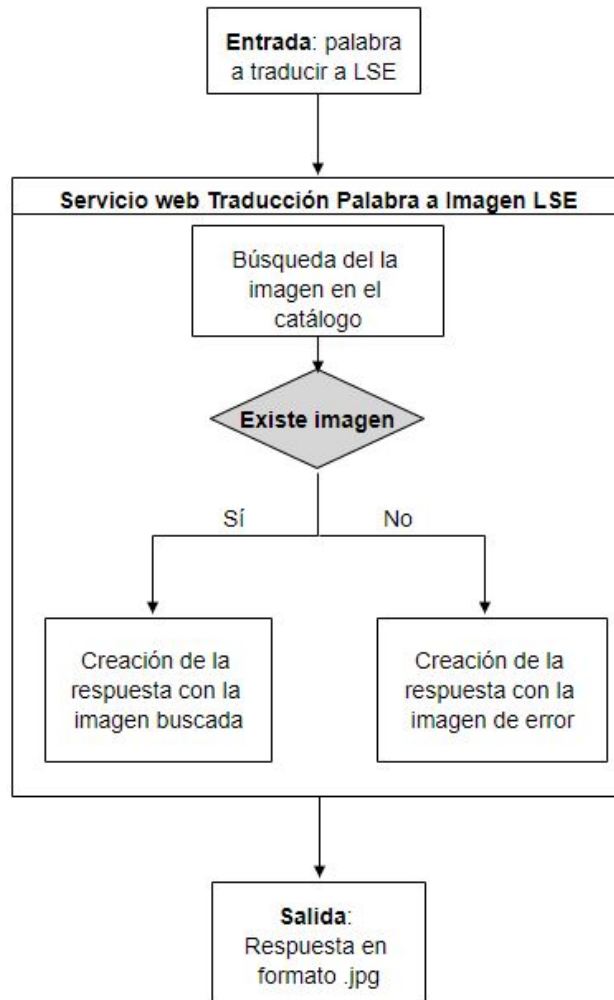 Entrada: palabra
a traducir a LSE
Servicio web Traducción Palabra a Imagen LSE
Búsqueda del la
imagen en el
catálogo
Existe imagen
Sí
No
Creación de la
respuesta con la
imagen buscada
Creación de la
respuesta con la
imagen de error
Salida:
Respuesta en
formato .jpg